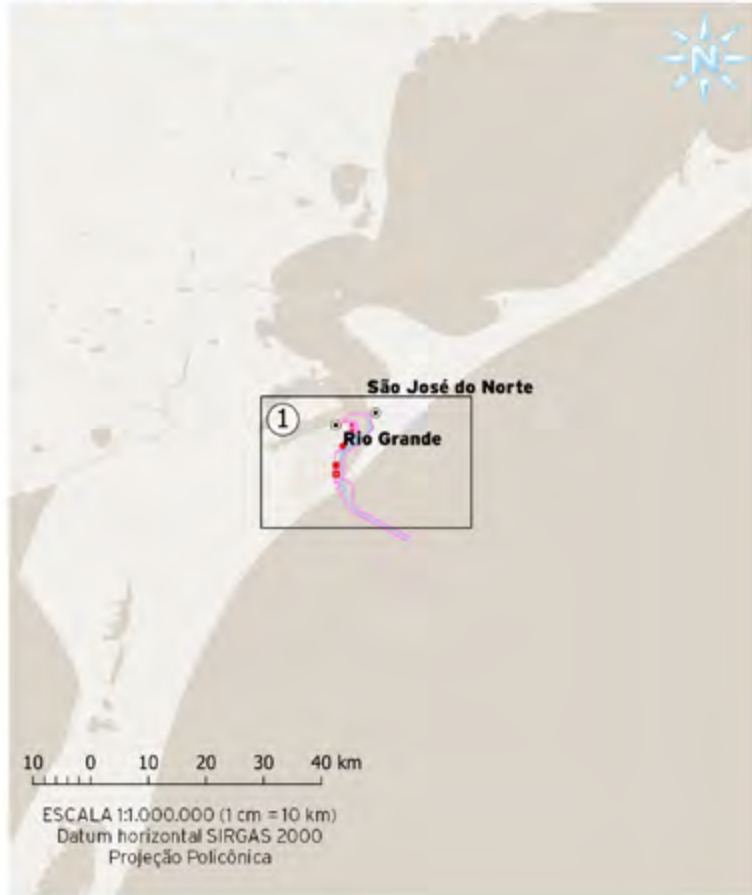 N
São José do Norte
1
Rio Grande
10 0 10 20 30 40 km
ESCALA 1:1.000.000 (1 cm = 10 km)
Datum horizontal SIRGAS 2000
Projeção Policônica